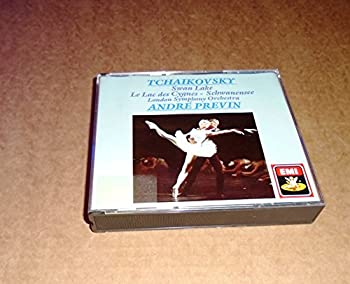 TCHAIKOVSKY
Swan Lake
Le Lac des Cygnes - Schwanensee
London Symphony Orchestra
ANDRÉ PREVIN
EMI